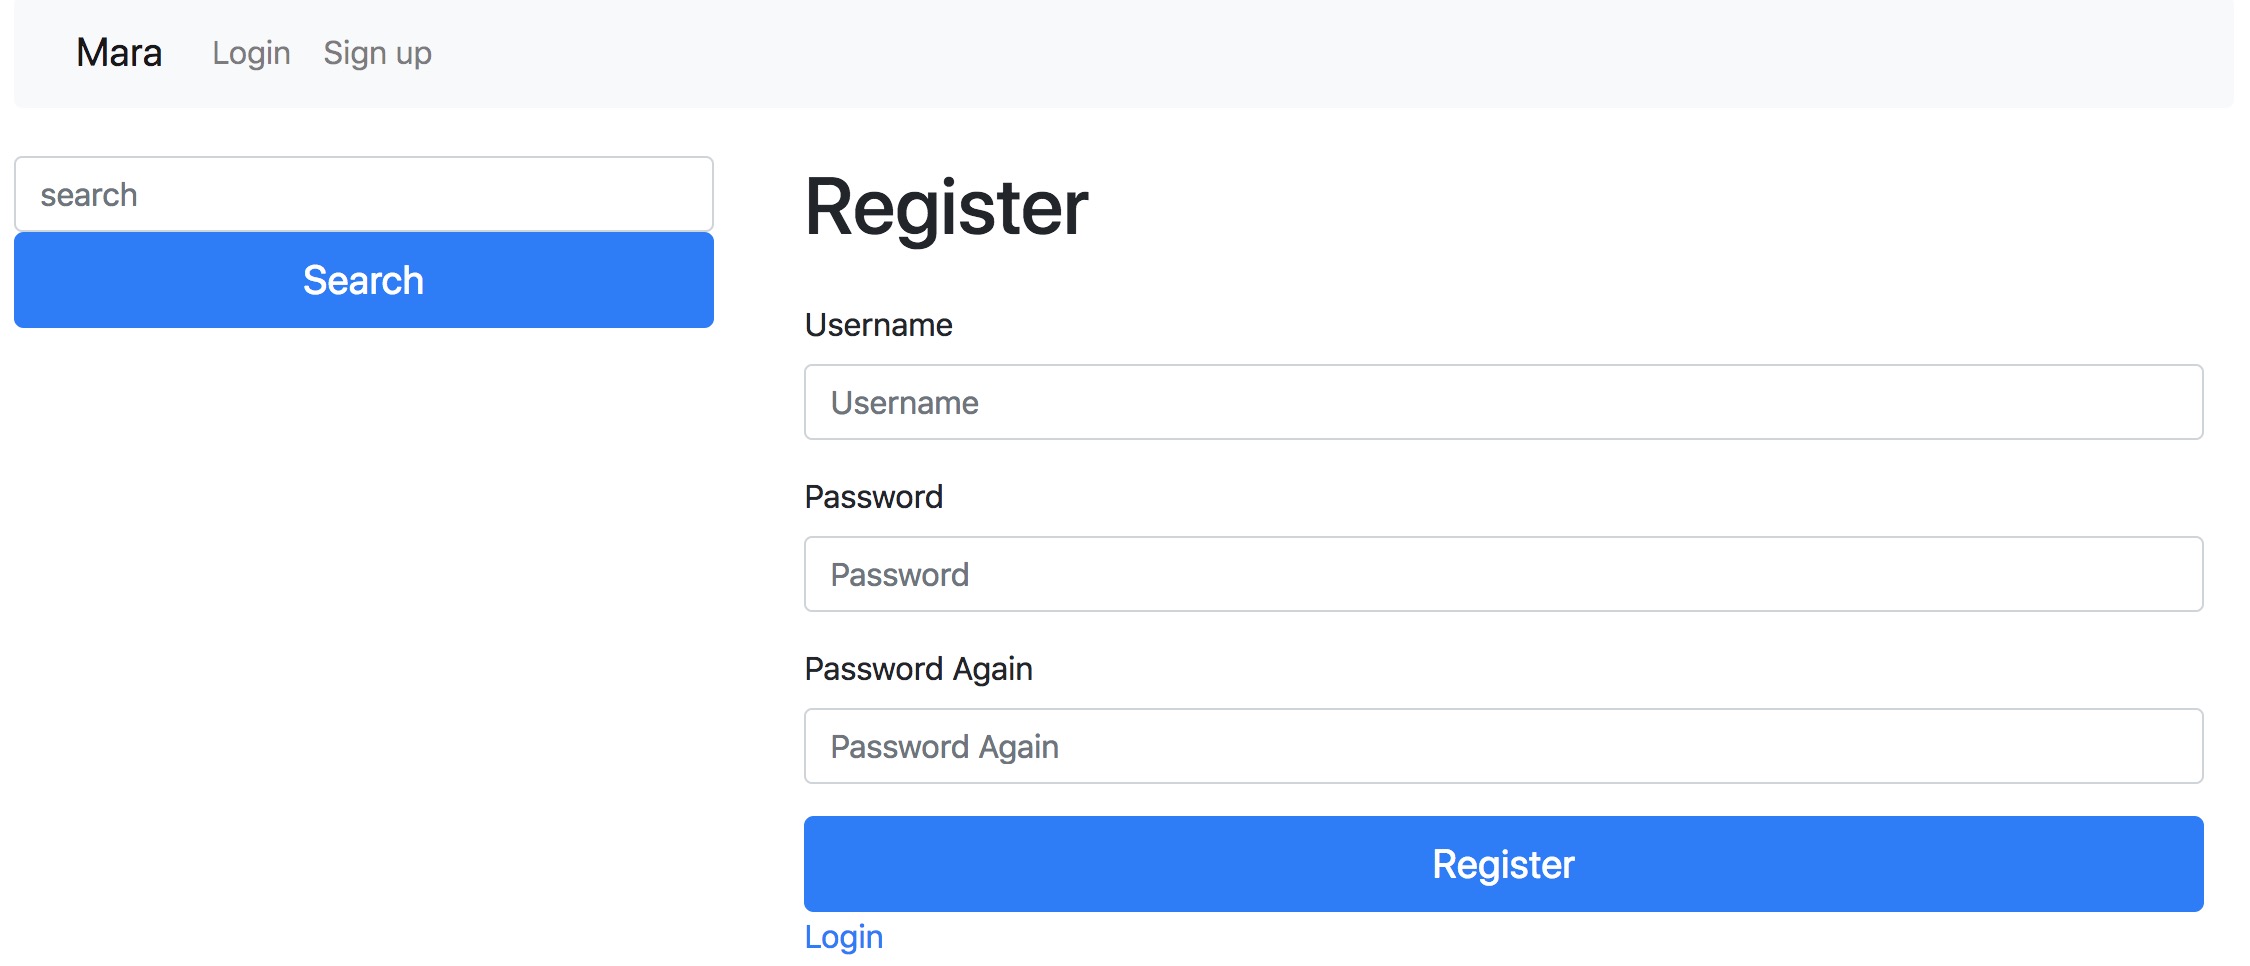 Mara Login Sign up
search
Search
Register
Username
Username
Password
Password
Password Again
Password Again
Register
Login